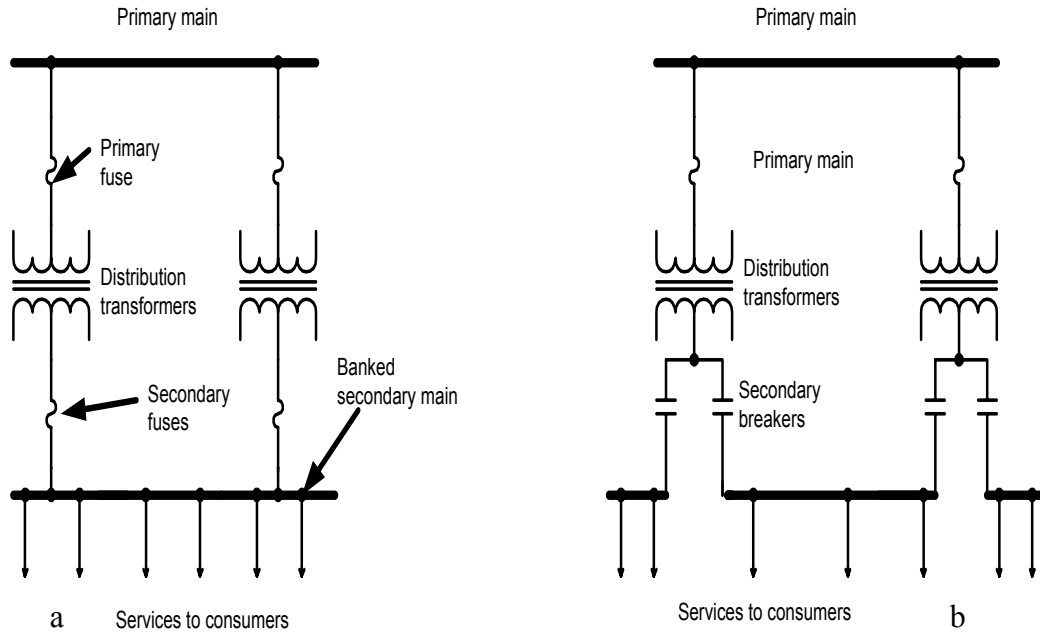 Primary main
Primary
fuse
Distribution
transformers
Secondary
fuses
Banked
secondary main
a
Services to consumers
Primary main
Primary main
Distribution
transformers
Secondary
breakers
Services to consumers
b